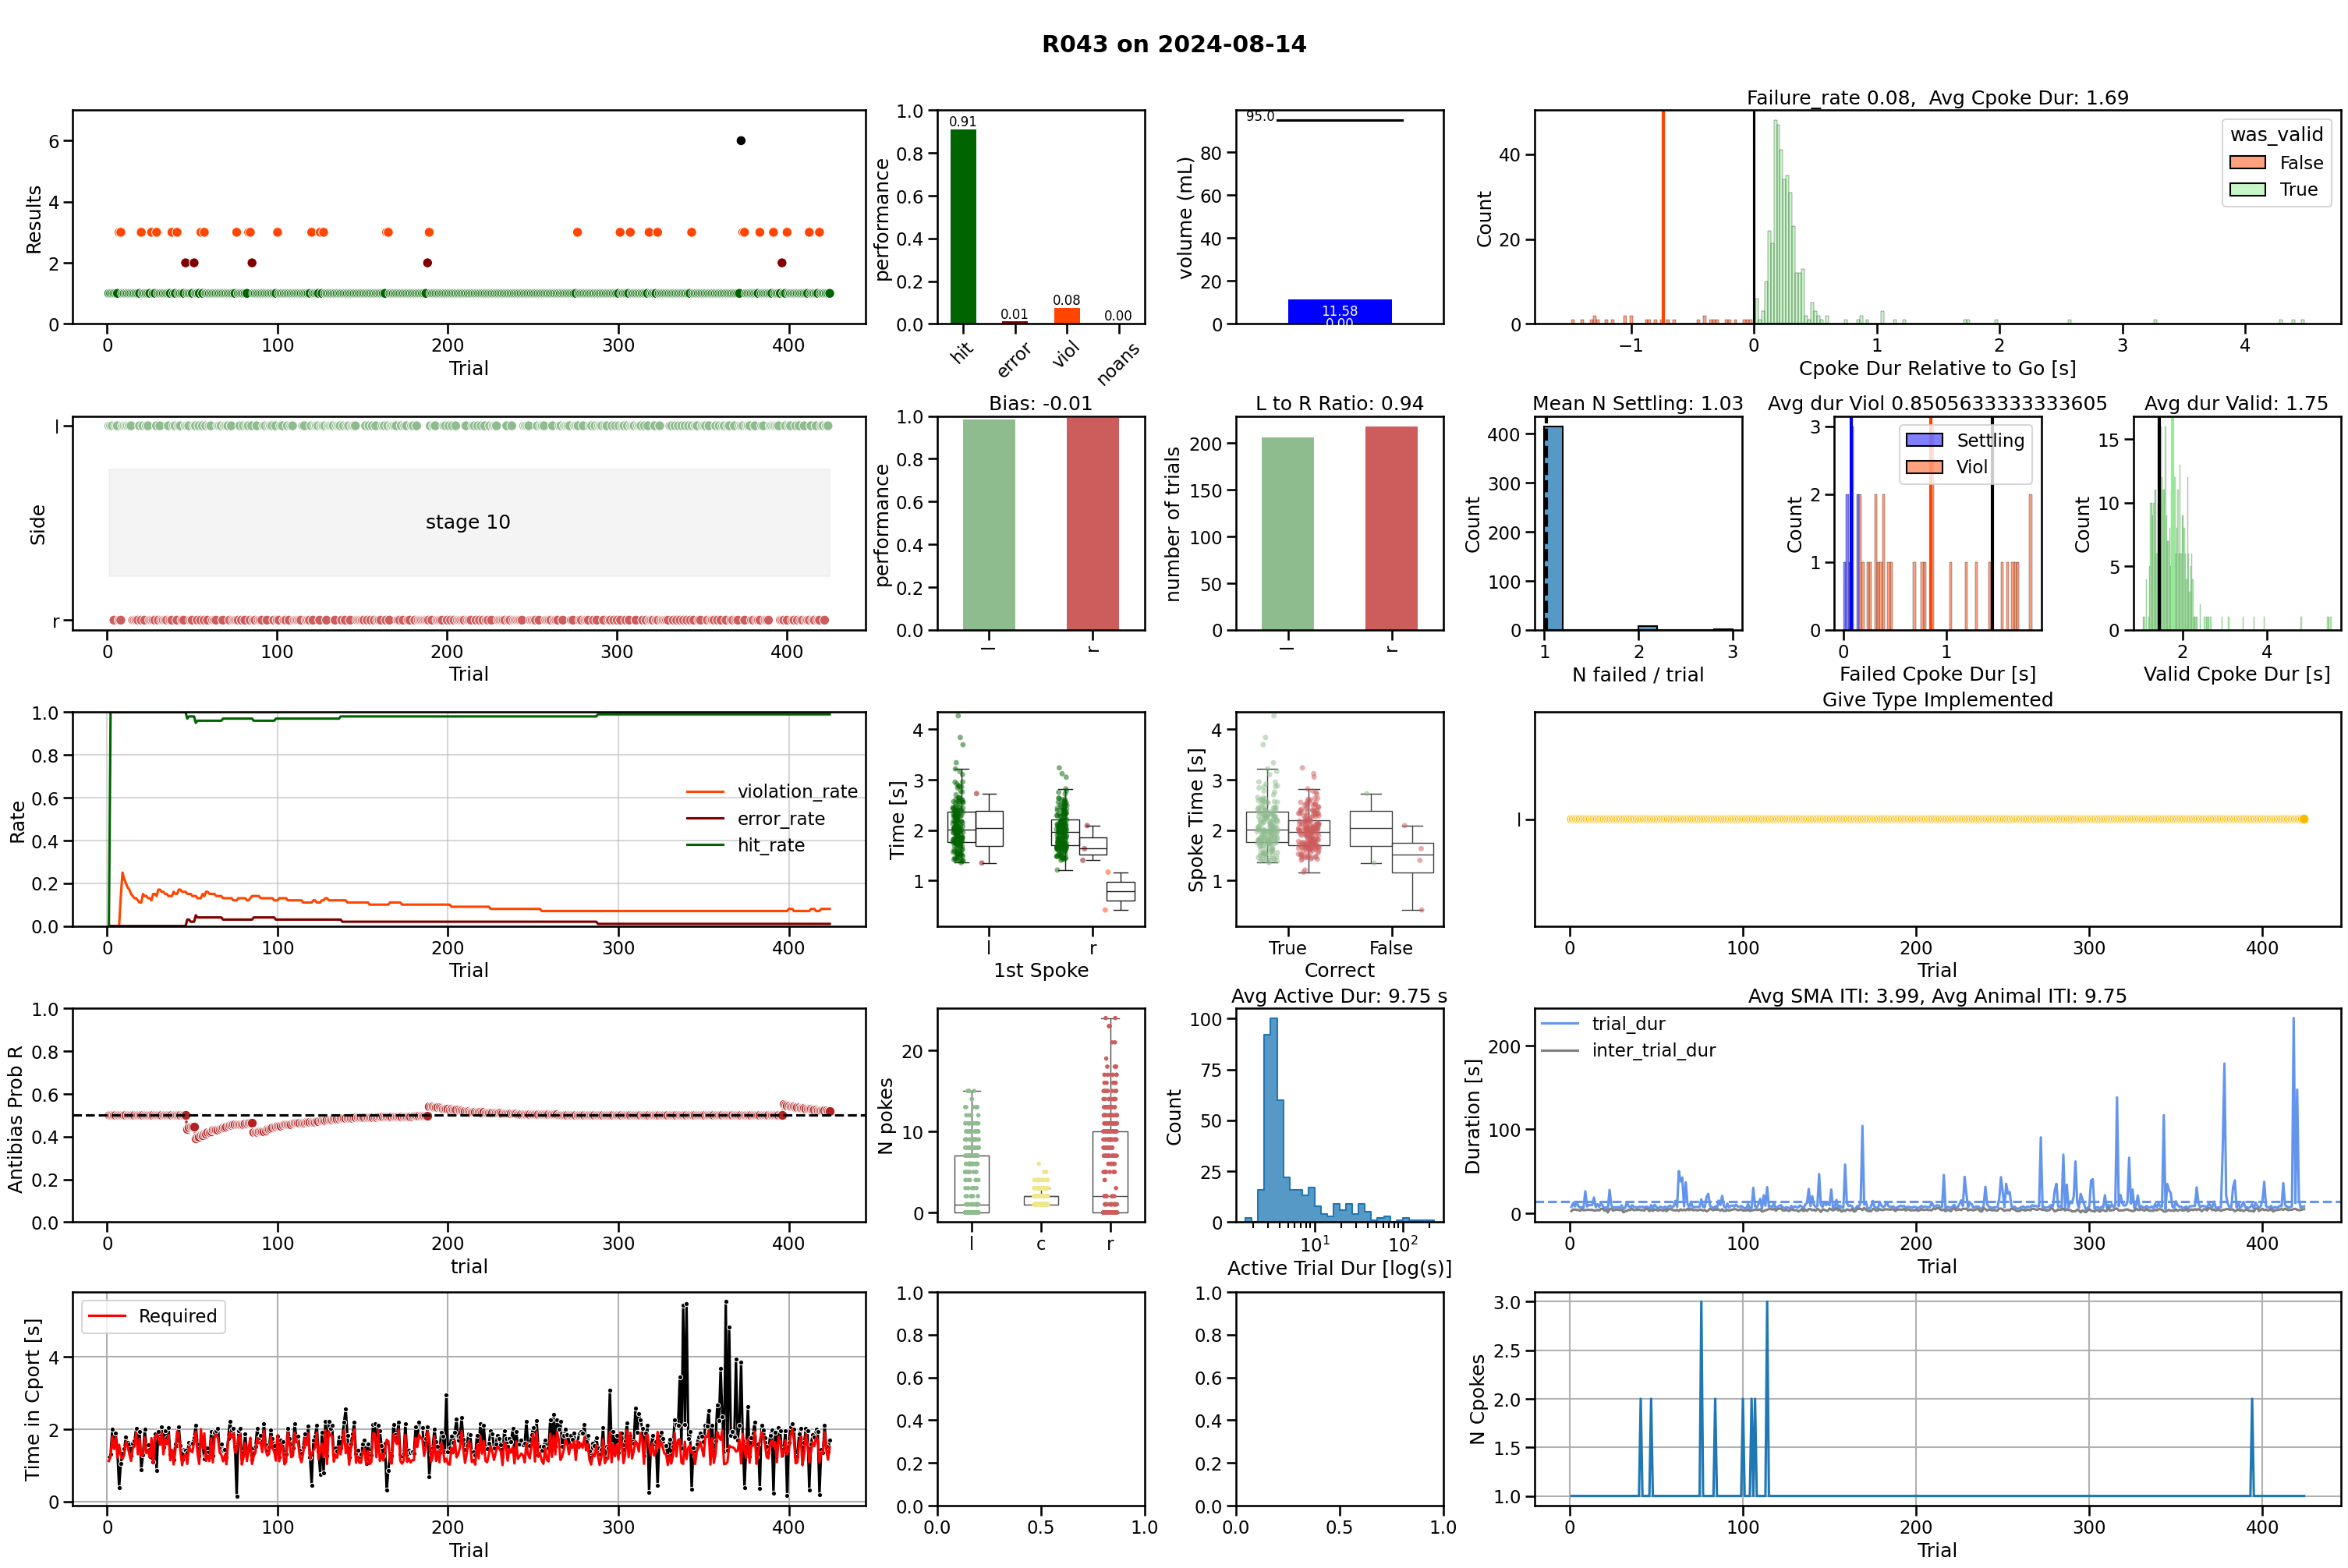 R043 on 2024-08-14
Results
6
4
2
0
0 100 200 300 400
Trial
performance
1.0
0.8
0.6
0.4
0.2
0.0
0.91
0.01
0.08
0.00
hit
error
viol
noans
volume (mL)
80
60
40
20
0
95.0
11.58
0.00
Failure_rate 0.08,  Avg Cpoke Dur: 1.69
Count
40
20
0
was_valid
False
True
−1 0 1 2 3 4
Cpoke Dur Relative to Go [s]
Side
l
r
stage 10
0 100 200 300 400
Trial
Bias: -0.01
performance
1.0
0.8
0.6
0.4
0.2
0.0
l r
L to R Ratio: 0.94
number of trials
200
150
100
50
0
l r
Mean N Settling: 1.03
Count
400
300
200
100
0
1 2 3
N failed / trial
Avg dur Viol 0.8505633333333605
Count
3
2
1
0
Settling
Viol
0 1
Failed Cpoke Dur [s]
Avg dur Valid: 1.75
Count
15
10
5
0
2 4
Valid Cpoke Dur [s]
Rate
1.0
0.8
0.6
0.4
0.2
0.0
violation_rate
error_rate
hit_rate
0 100 200 300 400
Trial
Time [s]
4
3
2
1
l r
1st Spoke
Spoke Time [s]
4
3
2
1
True False
Correct
Give Type Implemented
l
0 100 200 300 400
Trial
Antibias Prob R
1.0
0.8
0.6
0.4
0.2
0.0
0 100 200 300 400
trial
N pokes
20
10
0
l c r
Avg Active Dur: 9.75 s
Count
100
75
50
25
0
10¹ 10²
Active Trial Dur [log(s)]
Avg SMA ITI: 3.99, Avg Animal ITI: 9.75
Duration [s]
200
100
0
trial_dur
inter_trial_dur
0 100 200 300 400
Trial
Time in Cport [s]
4
2
0
Required
0 100 200 300 400
Trial
1.0
0.8
0.6
0.4
0.2
0.0
0.0 0.5 1.0
1.0
0.8
0.6
0.4
0.2
0.0
0.0 0.5 1.0
N Cpokes
3.0
2.5
2.0
1.5
1.0
0 100 200 300 400
Trial